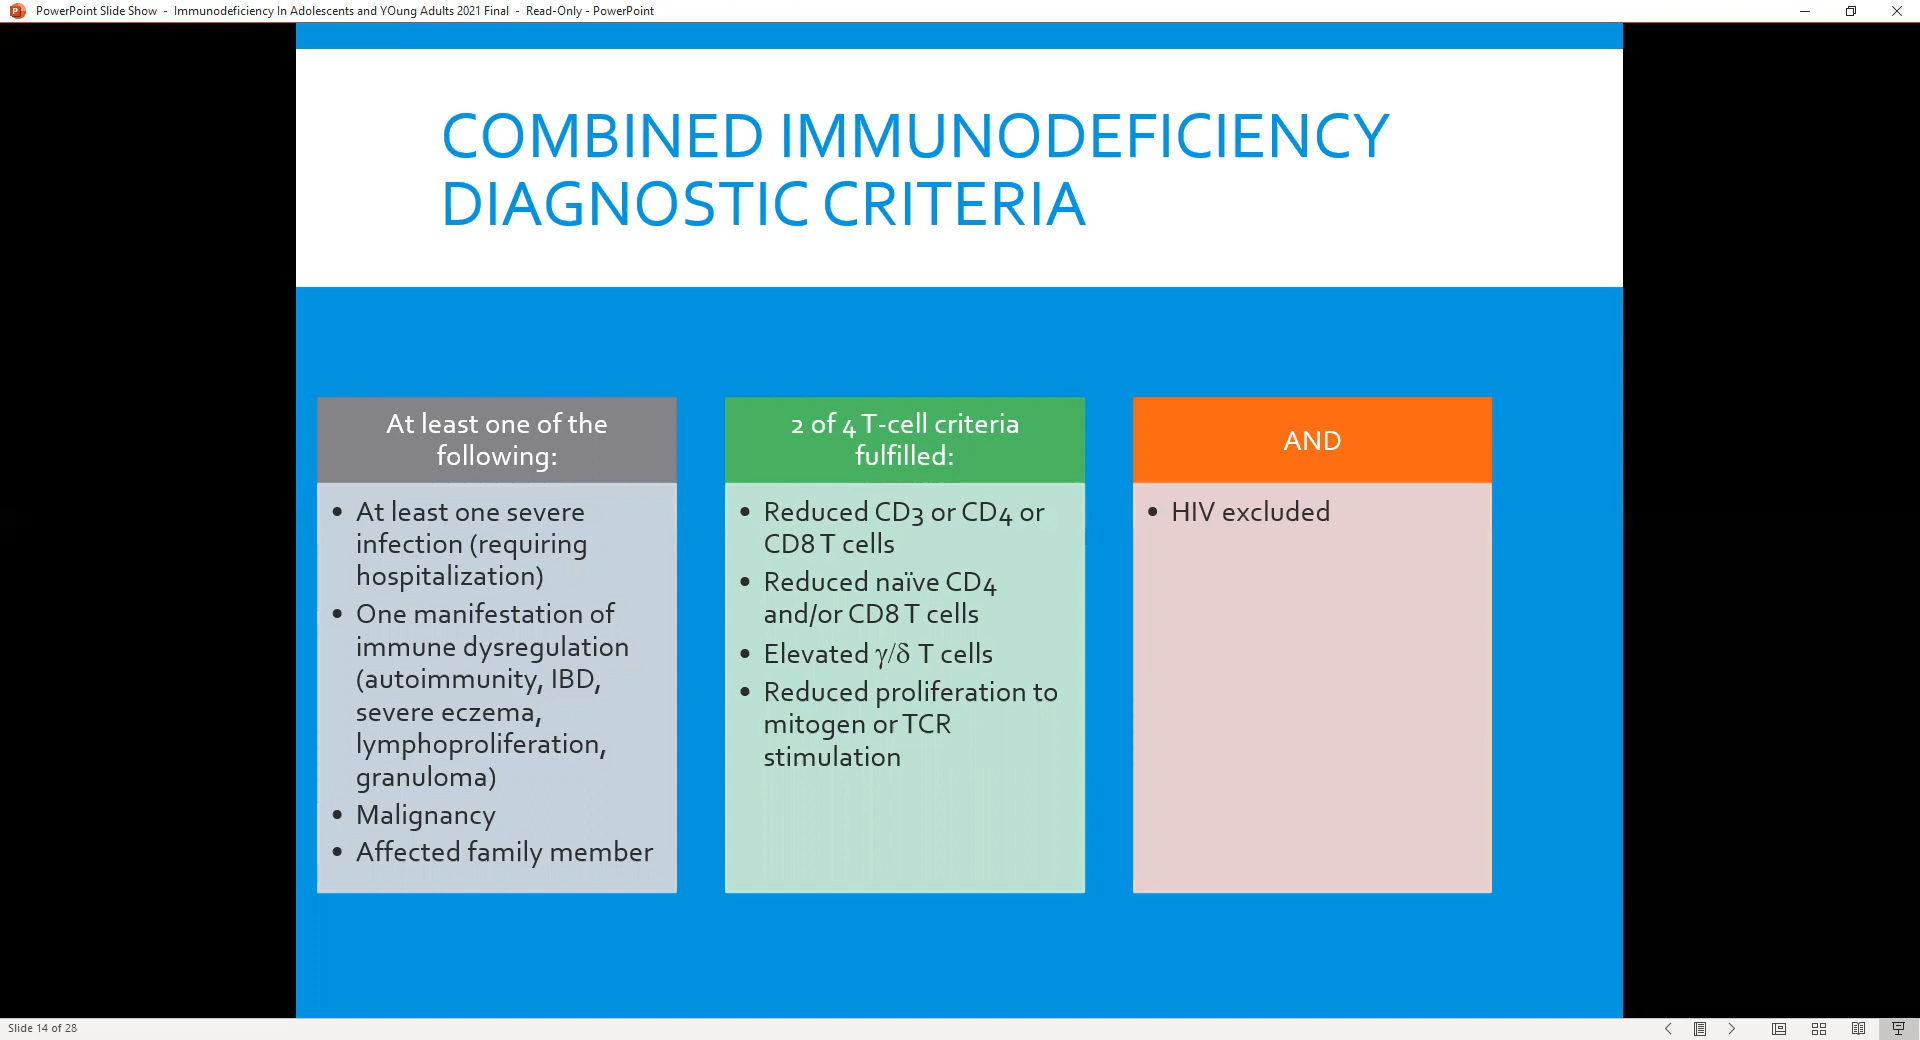 PowerPoint Slide Show - Immunodeficiency In Adolescents and YOung Adults 2021 Final - Read-Only - PowerPoint
COMBINED IMMUNODEFICIENCY
DIAGNOSTIC CRITERIA
At least one of the
following:
• At least one severe
infection (requiring
hospitalization)
• One manifestation of
immune dysregulation
(autoimmunity, IBD,
severe eczema,
lymphoproliferation,
granuloma)
• Malignancy
• Affected family member
2 of 4 T-cell criteria
fulfilled:
• Reduced CD3 or CD4 or
CD8 T cells
• Reduced naïve CD4
and/or CD8 T cells
• Elevated γ/δ T cells
• Reduced proliferation to
mitogen or TCR
stimulation
AND
• HIV excluded
Slide 14 of 28